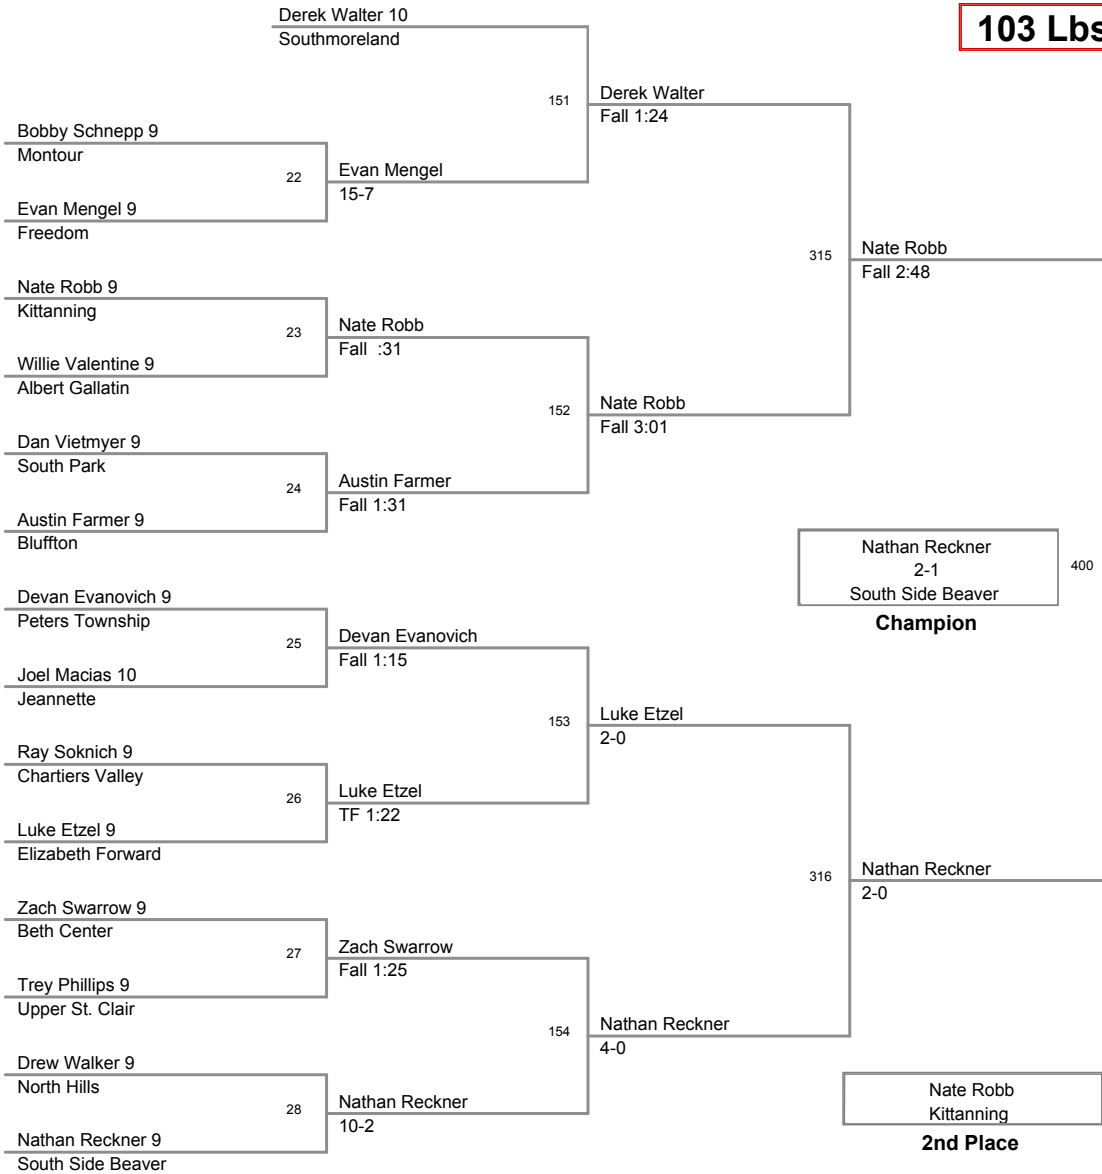 Derek Walter 10
Southmoreland
103 Lbs
151
Derek Walter
Fall 1:24
Bobby Schnepp 9
Montour
22
Evan Mengel
15-7
Evan Mengel 9
Freedom
315
Nate Robb
Fall 2:48
Nate Robb 9
Kittanning
23
Nate Robb
Fall :31
Willie Valentine 9
Albert Gallatin
152
Nate Robb
Fall 3:01
Dan Vietmyer 9
South Park
24
Austin Farmer
Fall 1:31
Austin Farmer 9
Bluffton
Nathan Reckner
2-1
South Side Beaver
400
Champion
Devan Evanovich 9
Peters Township
25
Devan Evanovich
Fall 1:15
Joel Macias 10
Jeannette
153
Luke Etzel
2-0
Ray Soknich 9
Chartiers Valley
26
Luke Etzel
TF 1:22
Luke Etzel 9
Elizabeth Forward
316
Nathan Reckner
2-0
Zach Swarrow 9
Beth Center
27
Zach Swarrow
Fall 1:25
Trey Phillips 9
Upper St. Clair
154
Nathan Reckner
4-0
Drew Walker 9
North Hills
28
Nathan Reckner
10-2
Nathan Reckner 9
South Side Beaver
Nate Robb
Kittanning
2nd Place